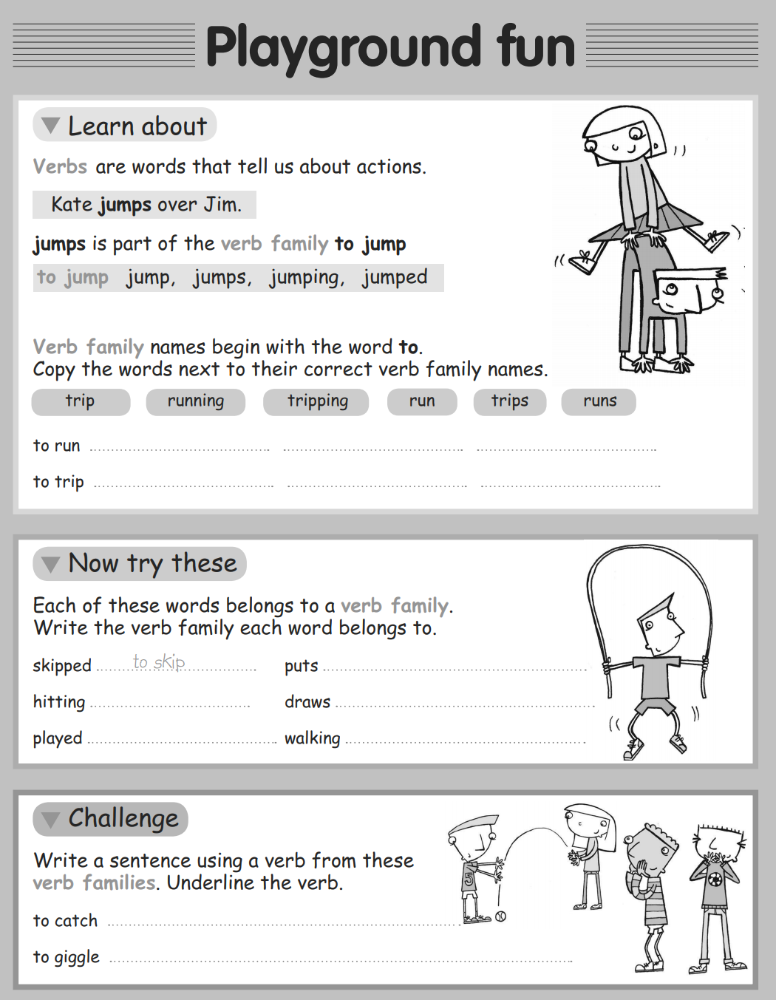 Playground fun
Learn about
Verbs are words that tell us about actions.
Kate jumps over Jim.
jumps is part of the verb family to jump
to jump jump, jumps, jumping, jumped
Verb family names begin with the word to.
Copy the words next to their correct verb family names.
trip running tripping run trips runs
to run
to trip
Now try these
Each of these words belongs to a verb family.
Write the verb family each word belongs to.
skipped to skip puts
hitting draws
played walking
Challenge
Write a sentence using a verb from these
verb families. Underline the verb.
5
to catch
to giggle